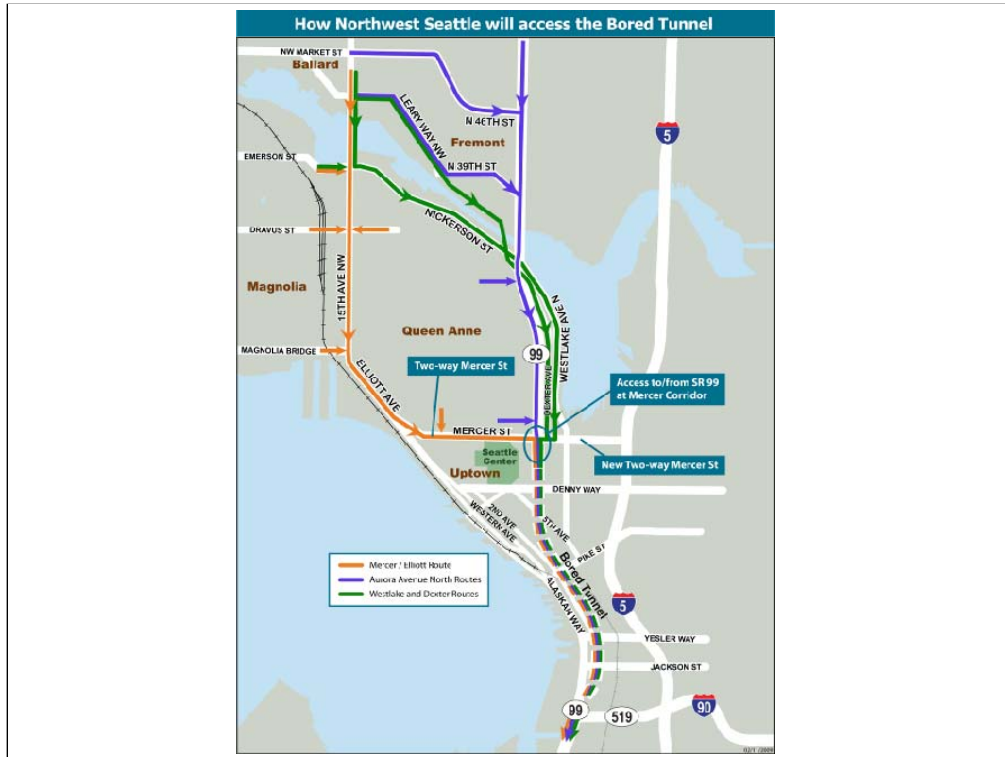 How Northwest Seattle will access the Bored Tunnel
NW MARKET ST
Ballard
LEARY WAY NW
N 46TH ST
Fremont
5
EMERSON ST
N 39TH ST
NICKERSON ST
DRAVUS ST
15TH AVE NW
Magnolia
WESTLAKE AVE N
Queen Anne
99
MAGNOLIA BRIDGE
ELLIOTT AVE
Two-way Mercer St
DEXTER AVE
Access to/from SR 99
at Mercer Corridor
MERCER ST
Seattle
Center
New Two-way Mercer St
Uptown
DENNY WAY
2ND AVE
WESTERN AVE
5TH AVE
PIKE ST
Bored Tunnel
Mercer / Elliott Route
Aurora Avenue North Routes
Westlake and Dexter Routes
ALASKAN WAY
5
YESLER WAY
JACKSON ST
99
519
90